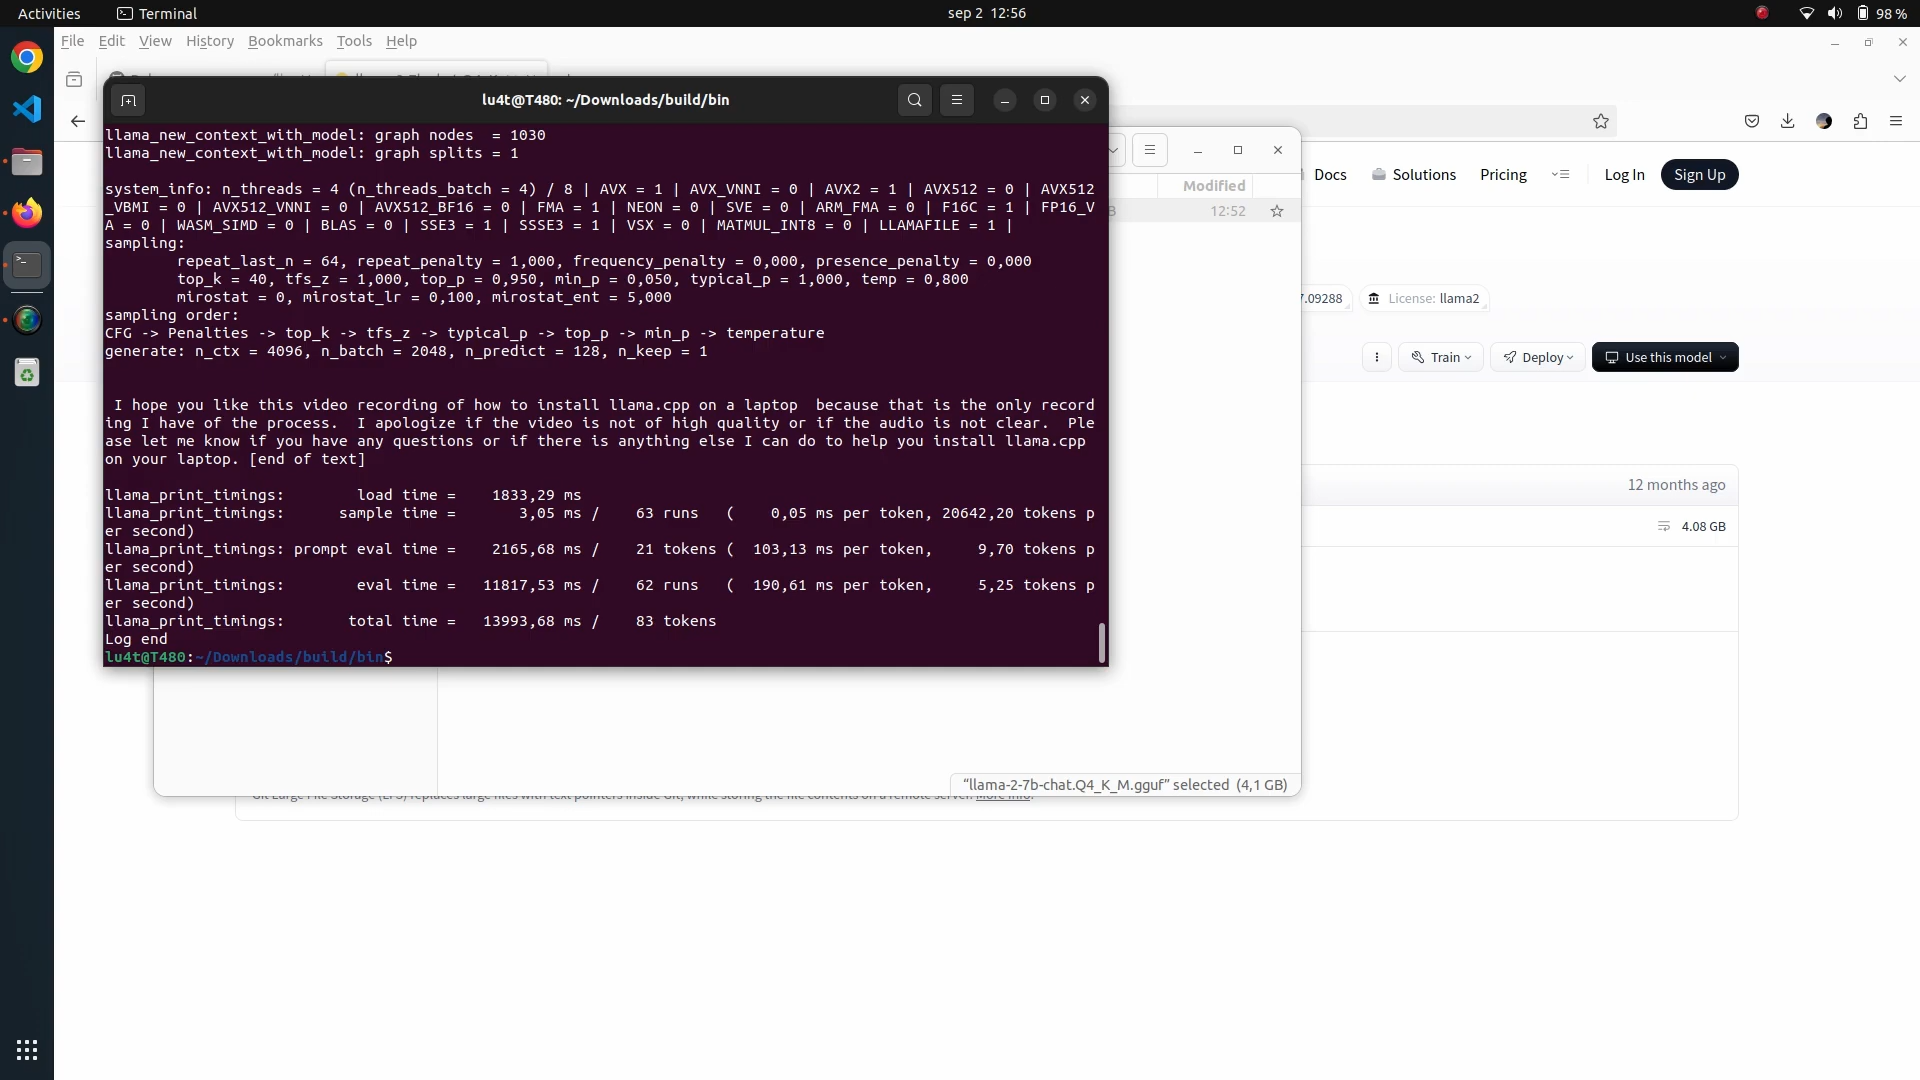 Activities
Terminal
sep 2 12:56
98 %
File Edit View History Bookmarks Tools Help
lu4t@T480: ~/Downloads/build/bin
llama_new_context_with_model: graph nodes  = 1030
llama_new_context_with_model: graph splits = 1
system_info: n_threads = 4 (n_threads_batch = 4) / 8 | AVX = 1 | AVX_VNNI = 0 | AVX2 = 1 | AVX512 = 0 | AVX512
_VBMI = 0 | AVX512_VNNI = 0 | AVX512_BF16 = 0 | FMA = 1 | NEON = 0 | SVE = 0 | ARM_FMA = 0 | F16C = 1 | FP16_V
A = 0 | WASM_SIMD = 0 | BLAS = 0 | SSE3 = 1 | SSSE3 = 1 | VSX = 0 | MATMUL_INT8 = 0 | LLAMAFILE = 1 |
sampling:
repeat_last_n = 64, repeat_penalty = 1,000, frequency_penalty = 0,000, presence_penalty = 0,000
top_k = 40, tfs_z = 1,000, top_p = 0,950, min_p = 0,050, typical_p = 1,000, temp = 0,800
mirostat = 0, mirostat_lr = 0,100, mirostat_ent = 5,000
sampling order:
CFG -> Penalties -> top_k -> tfs_z -> typical_p -> top_p -> min_p -> temperature
generate: n_ctx = 4096, n_batch = 2048, n_predict = 128, n_keep = 1
I hope you like this video recording of how to install llama.cpp on a laptop  because that is the only record
ing I have of the process.  I apologize if the video is not of high quality or if the audio is not clear.  Ple
ase let me know if you have any questions or if there is anything else I can do to help you install llama.cpp
on your laptop. [end of text]
llama_print_timings:        load time =    1833,29 ms
llama_print_timings:      sample time =       3,05 ms /    63 runs   (    0,05 ms per token, 20642,20 tokens p
er second)
llama_print_timings: prompt eval time =    2165,68 ms /    21 tokens (  103,13 ms per token,     9,70 tokens p
er second)
llama_print_timings:        eval time =   11817,53 ms /    62 runs   (  190,61 ms per token,     5,25 tokens p
er second)
llama_print_timings:       total time =   13993,68 ms /    83 tokens
Log end
lu4t@T480:~/Downloads/build/bin$
Modified
B
12:52
Docs
Solutions
Pricing
Log In
Sign Up
7.09288
License: llama2
Train
Deploy
Use this model
12 months ago
4.08 GB
"llama-2-7b-chat.Q4_K_M.gguf" selected (4,1 GB)